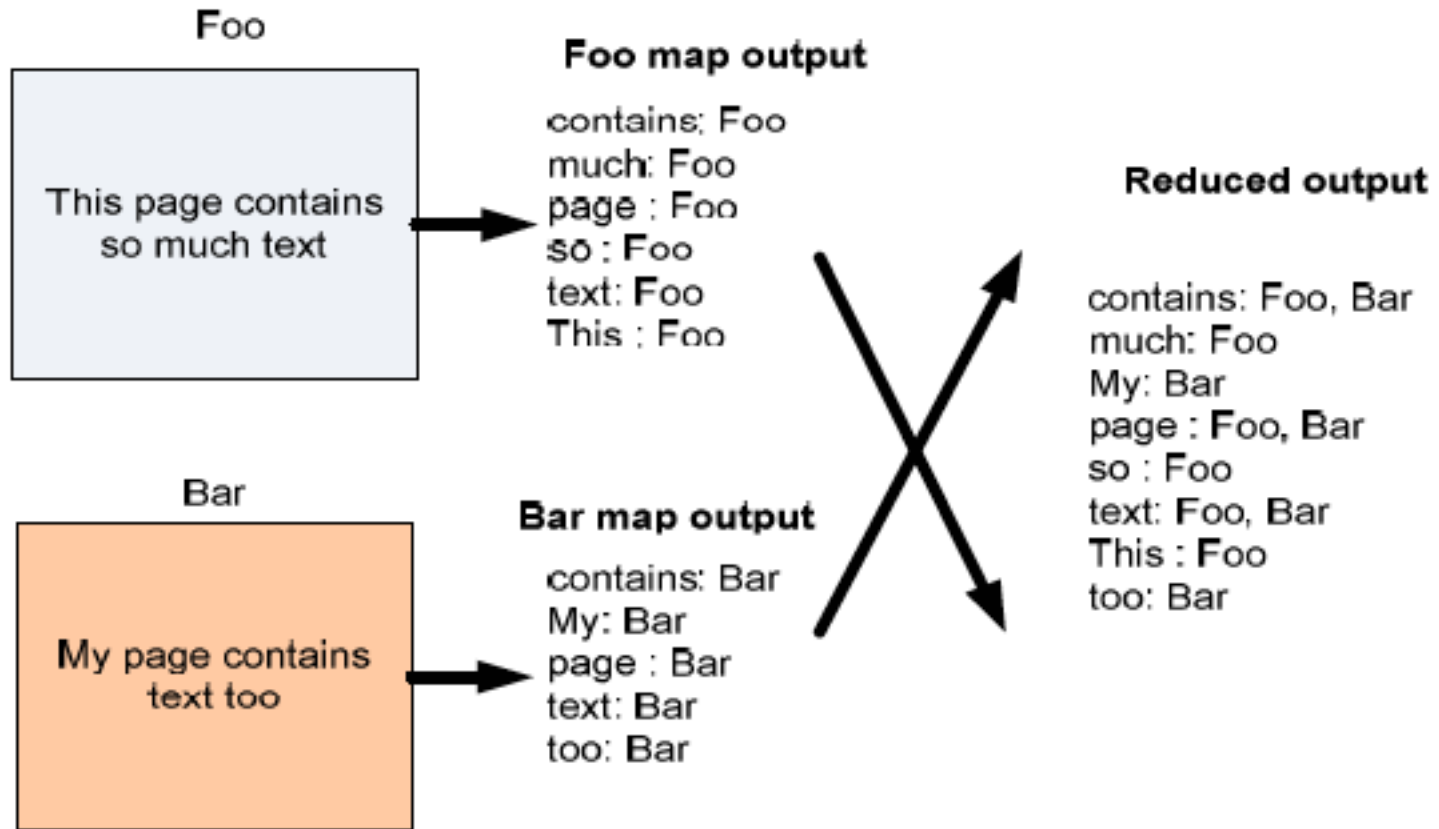 Foo
This page contains
so much text
Foo map output
contains: Foo
much: Foo
page : Foo
so : Foo
text: Foo
This : Foo
Bar
My page contains
text too
Bar map output
contains: Bar
My: Bar
page : Bar
text: Bar
too: Bar
Reduced output
contains: Foo, Bar
much: Foo
My: Bar
page : Foo, Bar
so : Foo
text: Foo, Bar
This : Foo
too: Bar